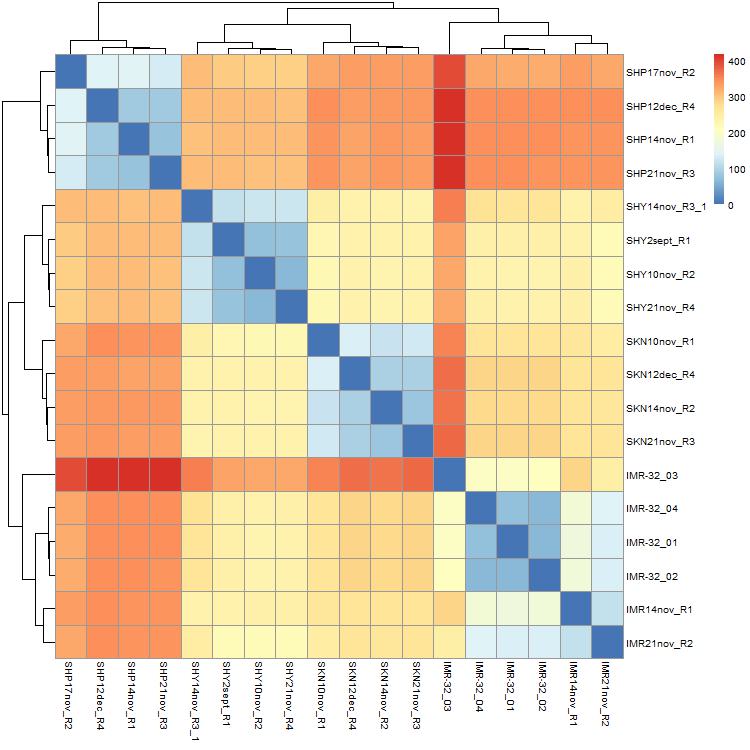 400
300
200
100
0
SHP17nov_R2
SHP12dec_R4
SHP14nov_R1
SHP21nov_R3
SHY14nov_R3_1
SHY2sept_R1
SHY10nov_R2
SHY21nov_R4
SKN10nov_R1
SKN12dec_R4
SKN14nov_R2
SKN21nov_R3
IMR-32_03
IMR-32_04
IMR-32_01
IMR-32_02
IMR14nov_R1
IMR21nov_R2
SHP17nov_R2
SHP12dec_R4
SHP14nov_R1
SHP21nov_R3
SHY14nov_R3_1
SHY2sept_R1
SHY10nov_R2
SHY21nov_R4
SKN10nov_R1
SKN12dec_R4
SKN14nov_R2
SKN21nov_R3
IMR-32_03
IMR-32_04
IMR-32_01
IMR-32_02
IMR14nov_R1
IMR21nov_R2